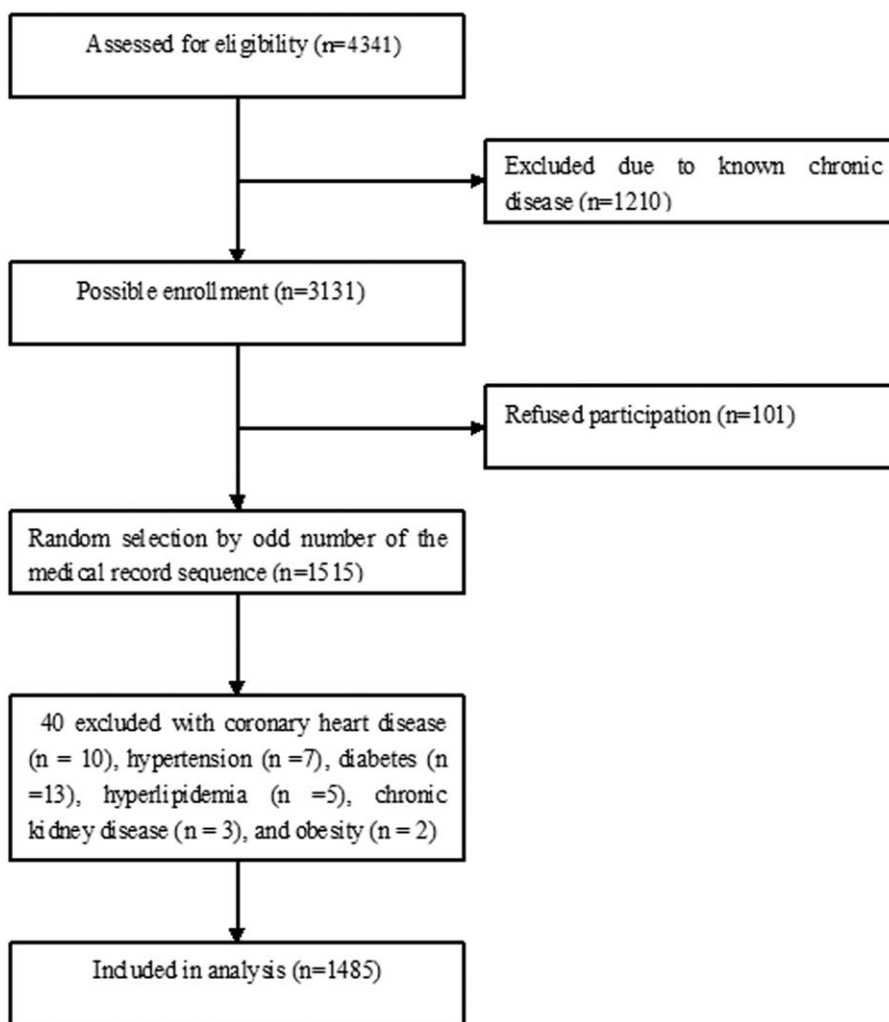 Assessed for eligibility (n=4341)
Excluded due to known chronic
disease (n=1210)
Possible enrollment (n=3131)
Refused participation (n=101)
Random selection by odd number of the
medical record sequence (n=1515)
40 excluded with coronary heart disease
(n = 10), hypertension (n =7), diabetes (n
=13), hyperlipidemia (n =5), chronic
kidney disease (n = 3), and obesity (n = 2)
Included in analysis (n=1485)